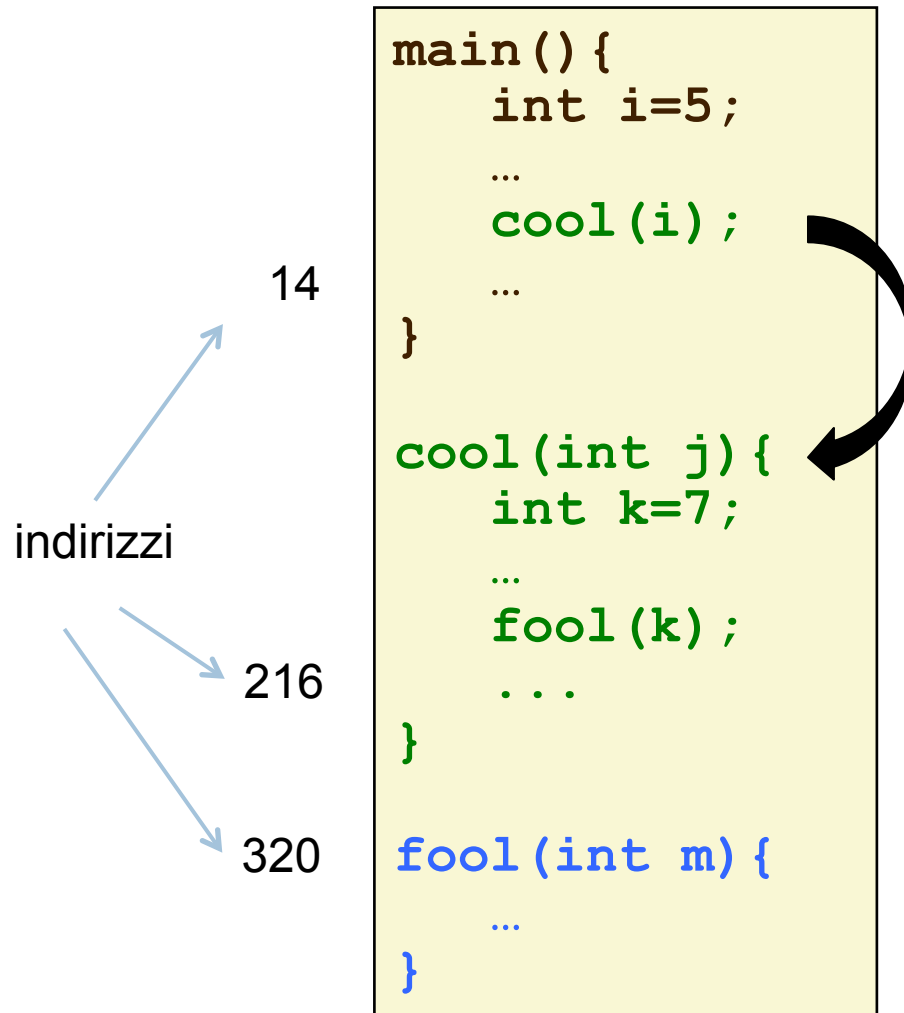 main(){
int i=5;
…
cool(i);
14
…
}
cool(int j){
int k=7;
indirizzi
…
fool(k);
216
...
}
320
fool(int m){
…
}